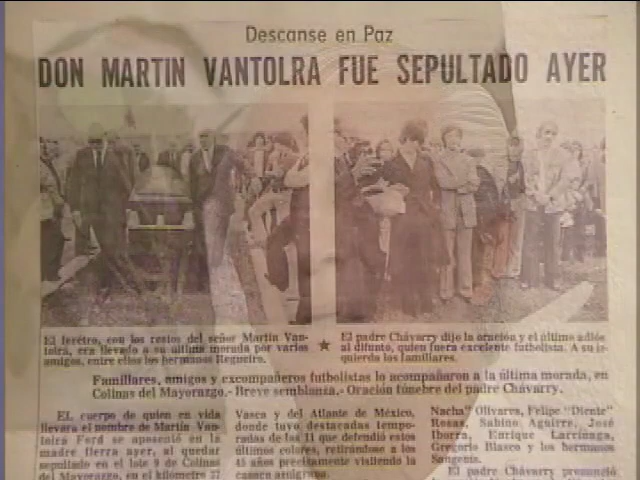 Descanse en Paz
DON MARTIN VANTOLRA FUE SEPULTADO AYER
El féretro, con los restos del señor Martín Van-
tolrá, era llevado a su última morada por varios
amigos, entre ellos los hermanos Regueiro.
El padre Chávarry dijo la oración y el último adiós
al difunto, quien fuera excelente futbolista. A su iz-
quierda los familiares.
Familiares, amigos y excompañeros futbolistas lo acompañaron a la última morada, en
Colinas del Mayorazgo.- Breve semblanza.- Oración fúnebre del padre Chávarry.
EL cuerpo de quien en vida
llevara el nombre de Martín Van-
tolrá Ford se aposentó en la
madre tierra ayer, al quedar
sepultado en el lote 9 de Colinas
del Mayorazgo, en el kilómetro 27
Vasca y del Atlante de México,
donde tuvo destacadas tempo-
radas de las 11 que defendió estos
últimos colores, retirándose a los
45 años precisamente vistiendo la
casaca azulgrana.
Nacha" Olivares, Felipe "Diente"
Rosas, Sabino Aguirre, José
Iborra, Enrique Larrinaga,
Gregorio Blasco y los hermanos
El padre Chávarry pronunció